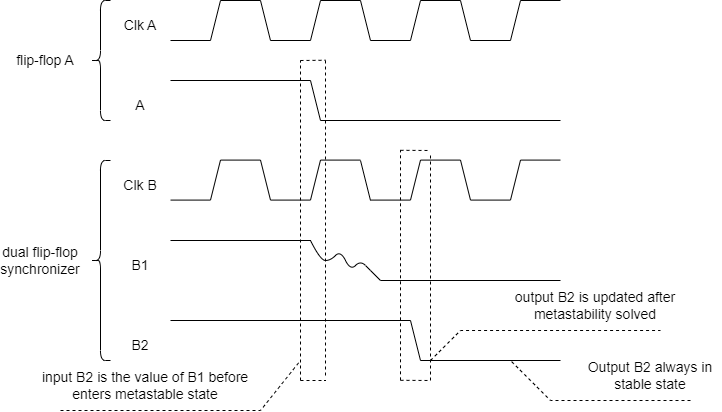 Clk A
flip-flop A
A
Clk B
dual flip-flop
synchronizer
B1
output B2 is updated after
metastability solved
B2
input B2 is the value of B1 before
enters metastable state
Output B2 always in
stable state